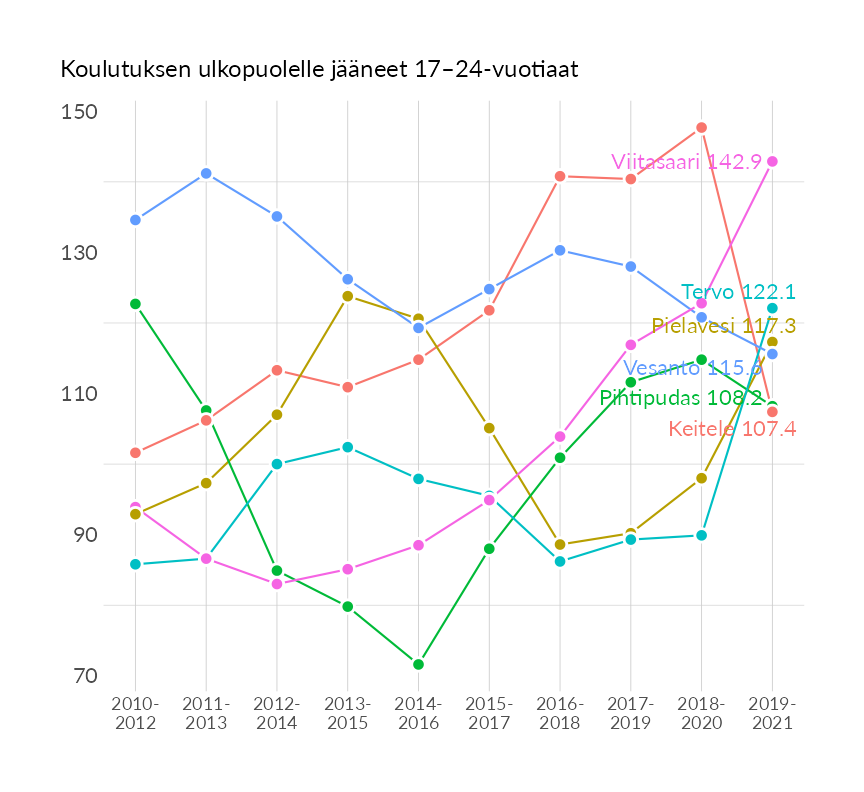 Koulutuksen ulkopuolelle jääneet 17–24-vuotiaat
150
Viitasaari 142.9
130
Tervo 122.1
Pielavesi 117.3
Vesanto 115.6
110
Pihtipudas 108.2
Keitele 107.4
90
70
2010- 2011- 2012- 2013- 2014- 2015- 2016- 2017- 2018- 2019-
2012 2013 2014 2015 2016 2017 2018 2019 2020 2021